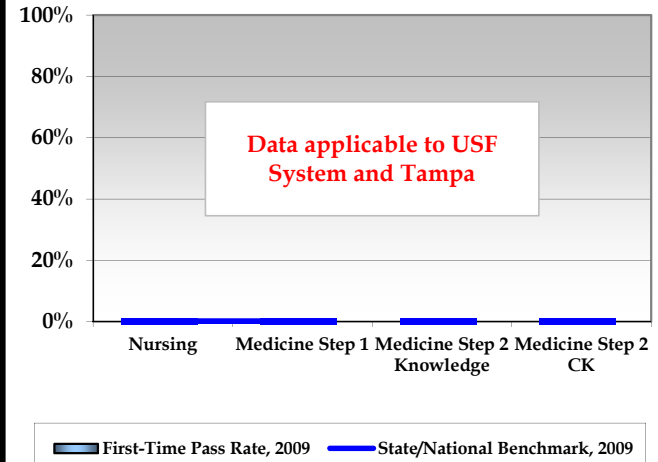 100%
80%
60%
40%
20%
0%
Data applicable to USF
System and Tampa
Nursing
Medicine Step 1
Medicine Step 2
Knowledge
Medicine Step 2
CK
First-Time Pass Rate, 2009
State/National Benchmark, 2009